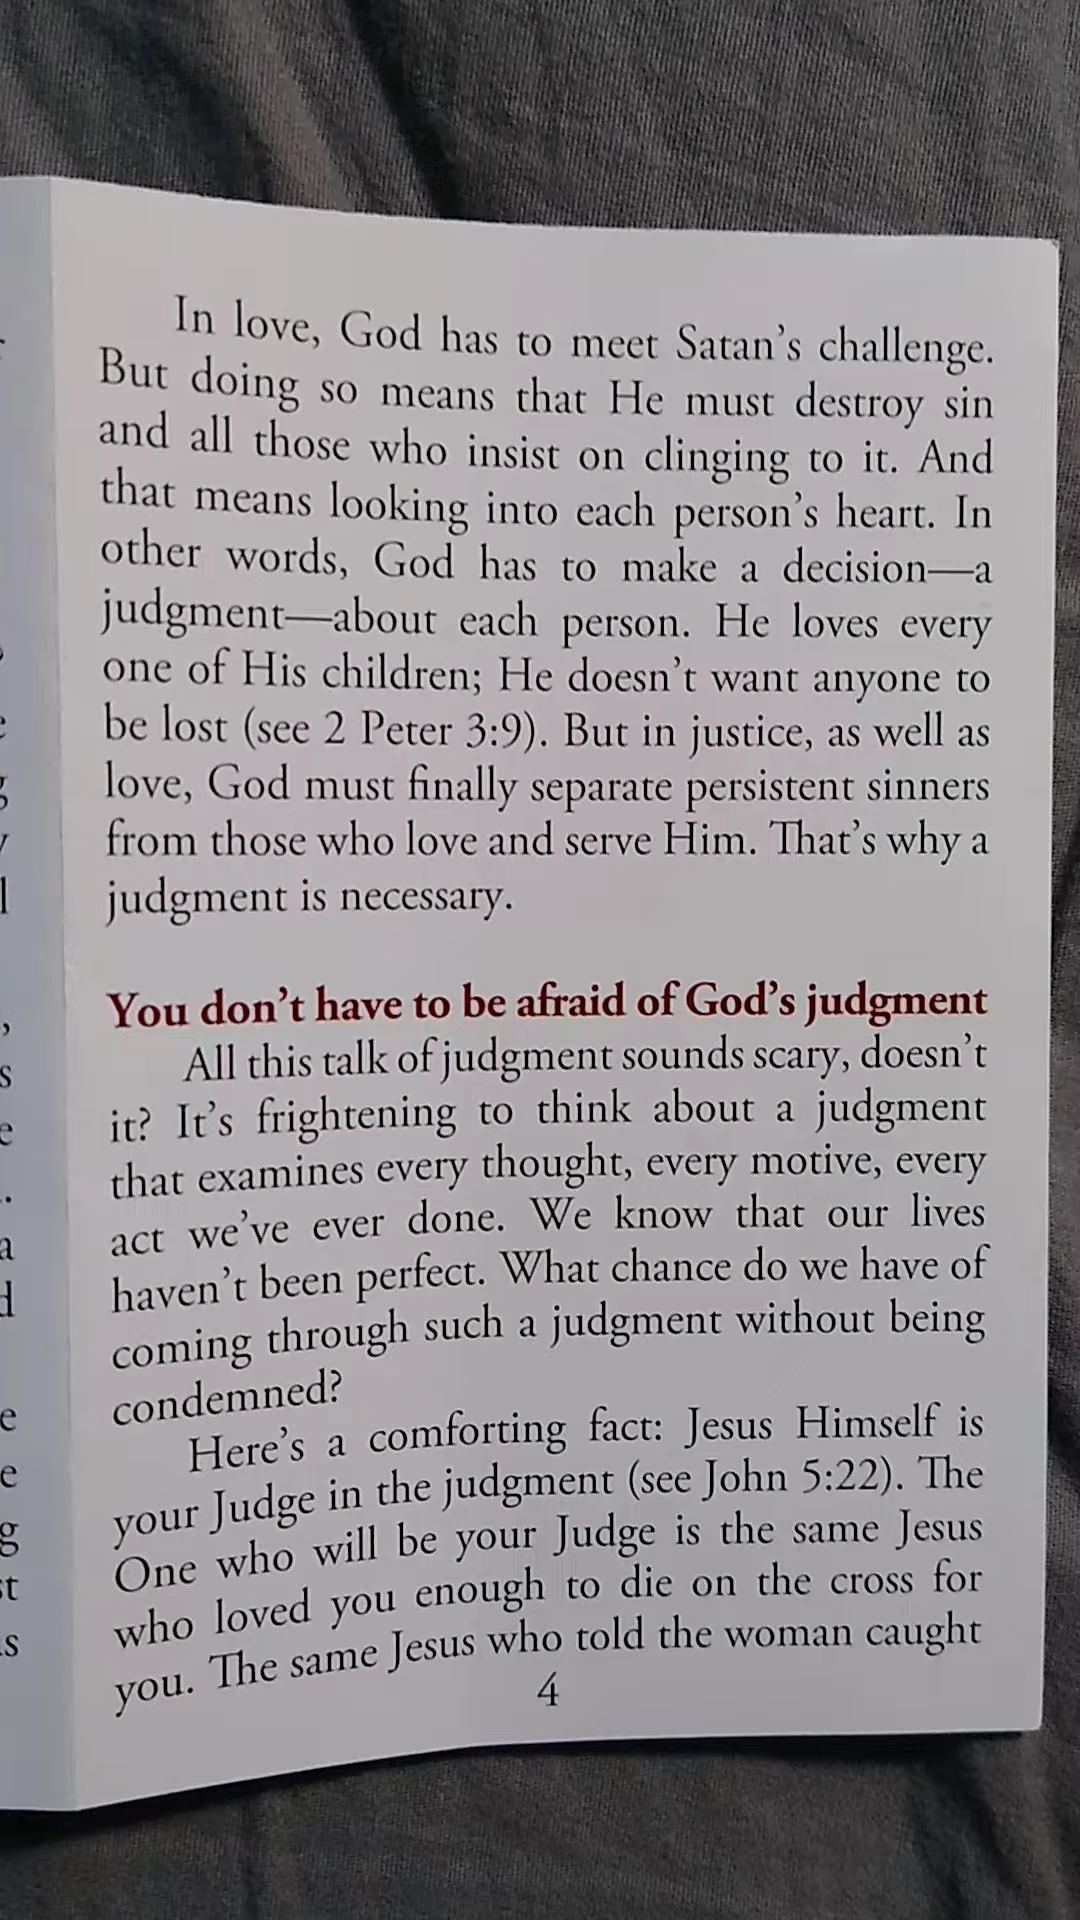 In love, God has to meet Satan's challenge.
But doing so means that He must destroy sin
and all those who insist on clinging to it. And
that means looking into each person's heart. In
other words, God has to make a decision—a
judgment—about each person. He loves every
one of His children; He doesn't want anyone to
be lost (see 2 Peter 3:9). But in justice, as well as
love, God must finally separate persistent sinners
from those who love and serve Him. That's why a
judgment is necessary.
You don't have to be afraid of God's judgment
All this talk of judgment sounds scary, doesn't
it? It's frightening to think about a judgment
that examines every thought, every motive, every
act we've ever done. We know that our lives
haven't been perfect. What chance do we have of
coming through such a judgment without being
condemned?
Here's a comforting fact: Jesus Himself is
your Judge in the judgment (see John 5:22). The
One who will be your Judge is the same Jesus
who loved you enough to die on the cross for
you. The same Jesus who told the woman caught
4